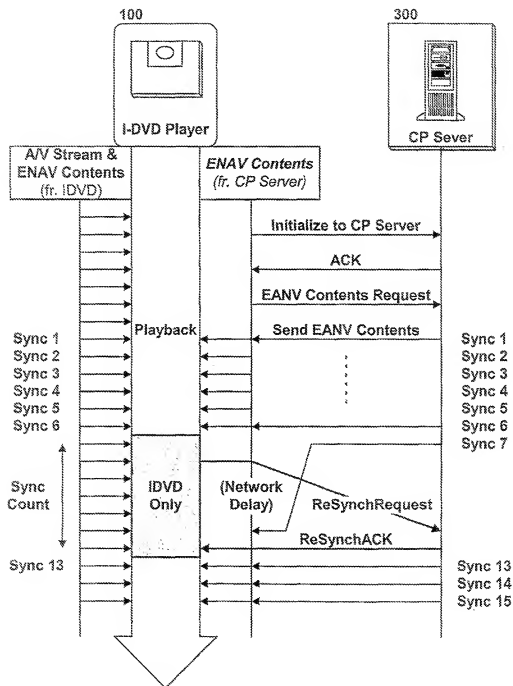 100
300
I-DVD Player
CP Sever
A/V Stream &
ENAV Contents
(fr. IDVD)
ENAV Contents
(fr. CP Server)
Initialize to CP Server
ACK
EANV Contents Request
Playback
Send EANV Contents
Sync 1
Sync 2
Sync 3
Sync 4
Sync 5
Sync 6
Sync 1
Sync 2
Sync 3
Sync 4
Sync 5
Sync 6
Sync 7
Sync
Count
IDVD
Only
(Network
Delay)
ReSynchRequest
ReSynchACK
Sync 13
Sync 13
Sync 14
Sync 15